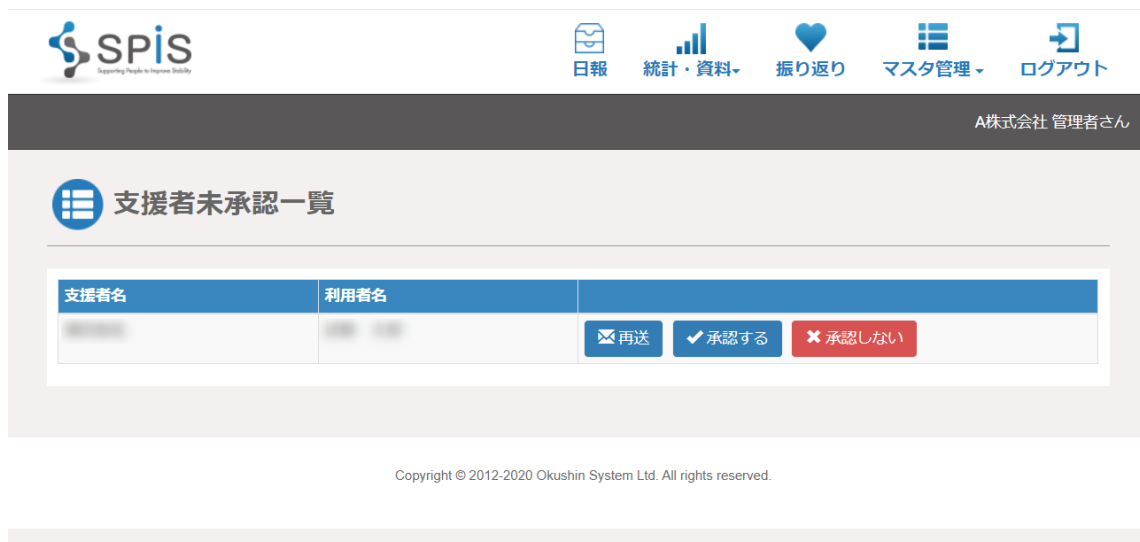 SPiS
Supporting People to Improve Stability
日報 統計・資料 振り返り マスタ管理 ログアウト
A株式会社 管理者さん
支援者未承認一覧
支援者名 利用者名
再送 承認する 承認しない
Copyright © 2012-2020 Okushin System Ltd. All rights reserved.